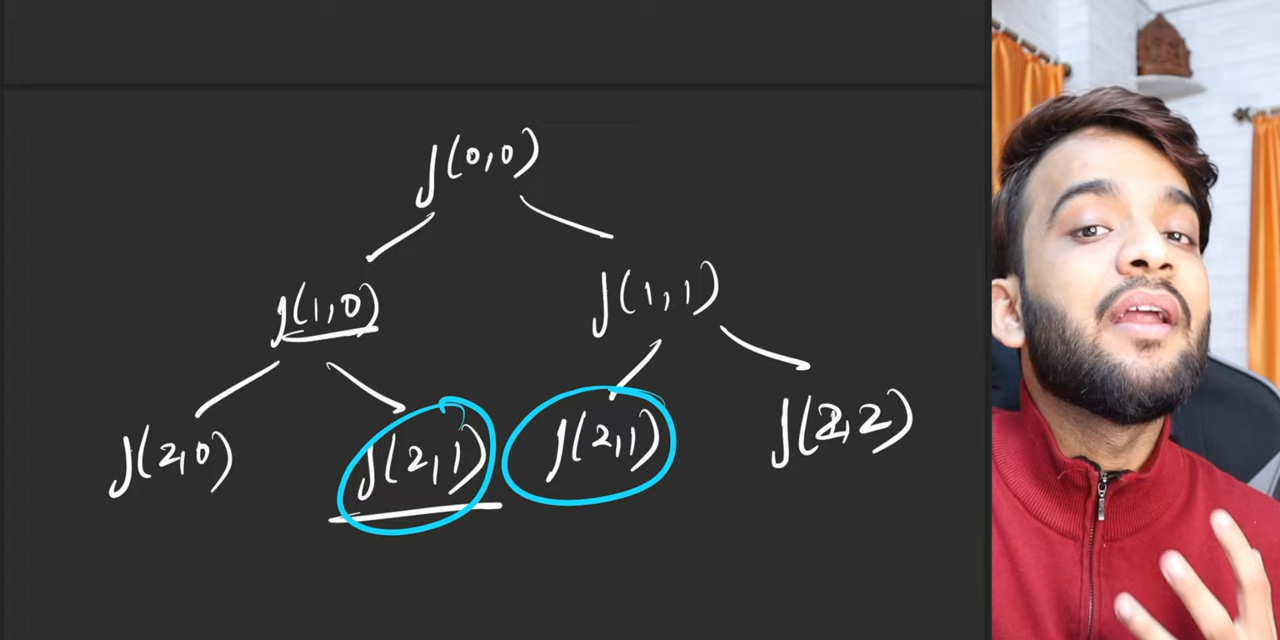 f(0,0)
f(1,0) f(1,1)
f(2,0) f(2,1) f(2,1) f(2,2)